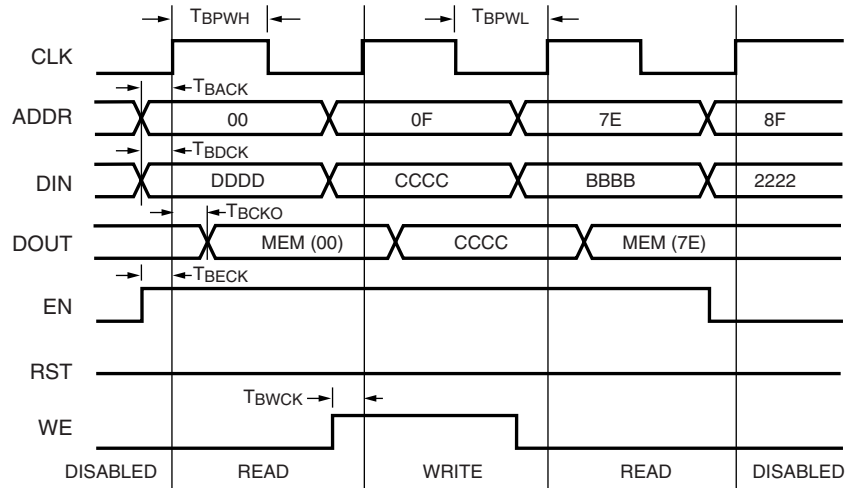 TBPWH TBPWL
CLK
TBACK
ADDR 00 0F 7E 8F
TBDCK
DIN DDDD CCCC BBBB 2222
TBCKO
DOUT MEM (00) CCCC MEM (7E)
TBECK
EN
RST
TBWCK
WE
DISABLED READ WRITE READ DISABLED